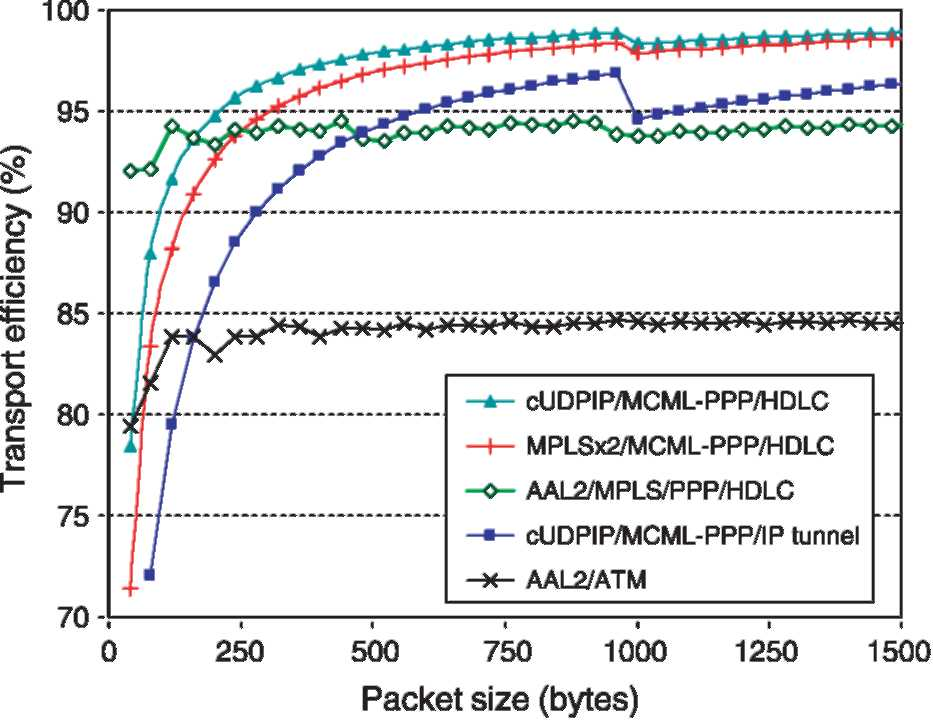 100
95
90
85
80
75
70
Transport efficiency (%)
cUDPIP/MCML-PPP/HDLC
MPLSx2/MCML-PPP/HDLC
AAL2/MPLS/PPP/HDLC
cUDPIP/MCML-PPP/IP tunnel
AAL2/ATM
0 250 500 750 1000 1250 1500
Packet size (bytes)